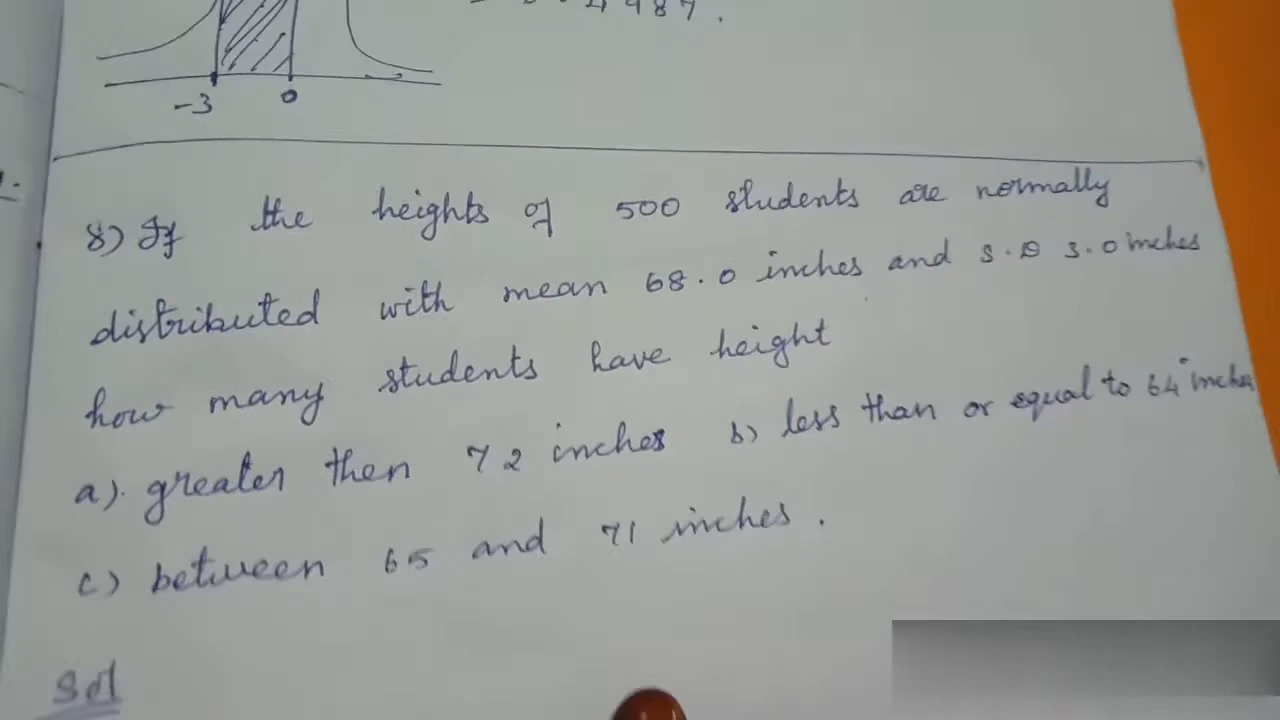 -3 0
8) If the heights of 500 students are normally
distributed with mean 68.0 inches and S.D 3.0 inches
how many students have height
a). greater then 72 inches b) less than or equal to 64 inches
c) between 65 and 71 inches.
Sol